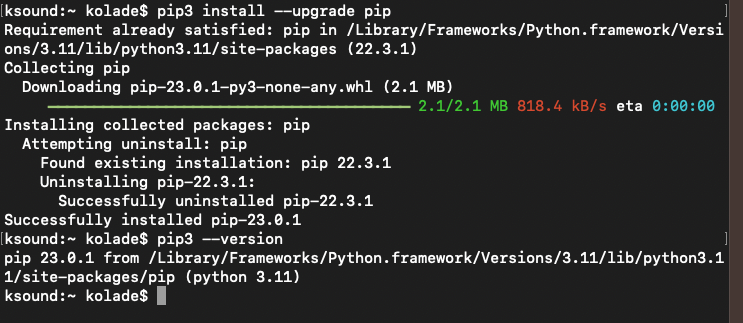 [ksound:~ kolade$ pip3 install --upgrade pip ]
Requirement already satisfied: pip in /Library/Frameworks/Python.framework/Versi
ons/3.11/lib/python3.11/site-packages (22.3.1)
Collecting pip
  Downloading pip-23.0.1-py3-none-any.whl (2.1 MB)
2.1/2.1 MB 818.4 kB/s eta 0:00:00
Installing collected packages: pip
  Attempting uninstall: pip
    Found existing installation: pip 22.3.1
    Uninstalling pip-22.3.1:
      Successfully uninstalled pip-22.3.1
Successfully installed pip-23.0.1
[ksound:~ kolade$ pip3 --version ]
pip 23.0.1 from /Library/Frameworks/Python.framework/Versions/3.11/lib/python3.1
1/site-packages/pip (python 3.11)
ksound:~ kolade$